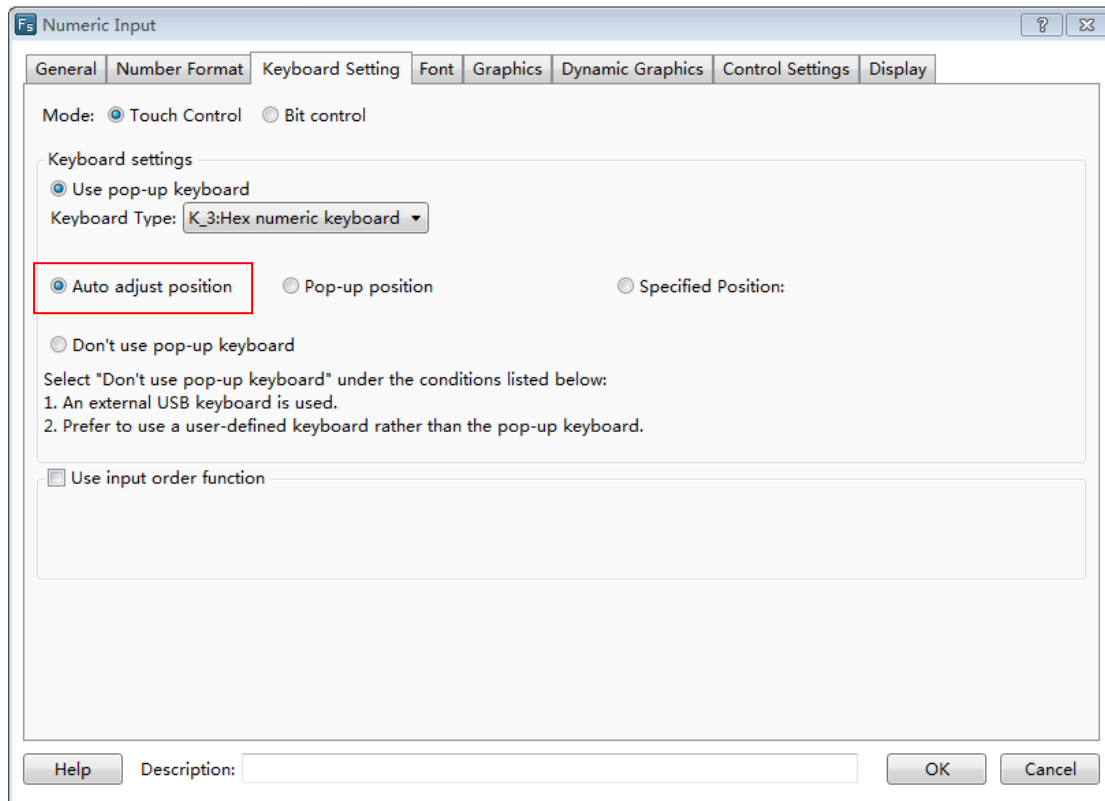 Fs Numeric Input
General Number Format Keyboard Setting Font Graphics Dynamic Graphics Control Settings Display
Mode: Touch Control Bit control
Keyboard settings
Use pop-up keyboard
Keyboard Type: K_3:Hex numeric keyboard
Auto adjust position Pop-up position Specified Position:
Don't use pop-up keyboard
Select "Don't use pop-up keyboard" under the conditions listed below:
1. An external USB keyboard is used.
2. Prefer to use a user-defined keyboard rather than the pop-up keyboard.
Use input order function
Help Description: OK Cancel